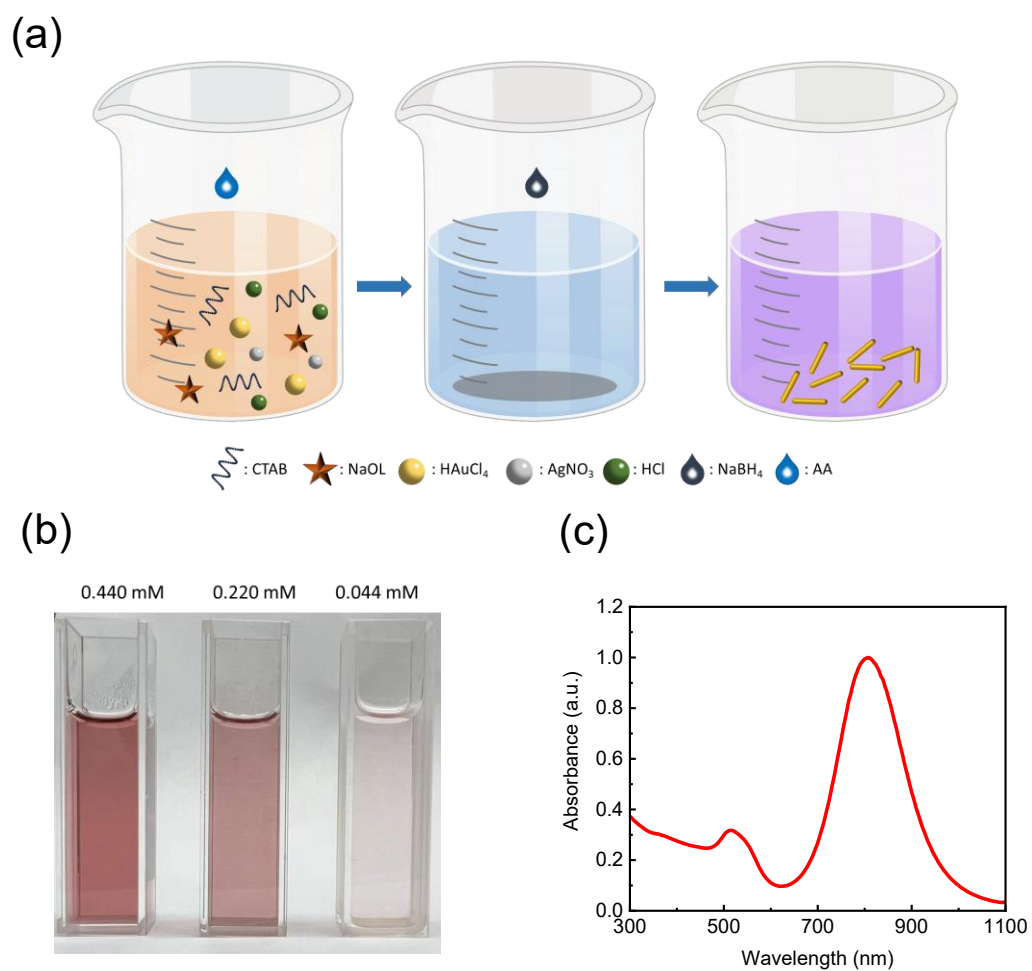 (a)
: CTAB : NaOL : HAuCl₄ : AgNO₃ : HCl : NaBH₄ : AA
(b)
0.440 mM 0.220 mM 0.044 mM
(c)
Absorbance (a.u.)
1.2
1.0
0.8
0.6
0.4
0.2
0.0
300 500 700 900 1100
Wavelength (nm)